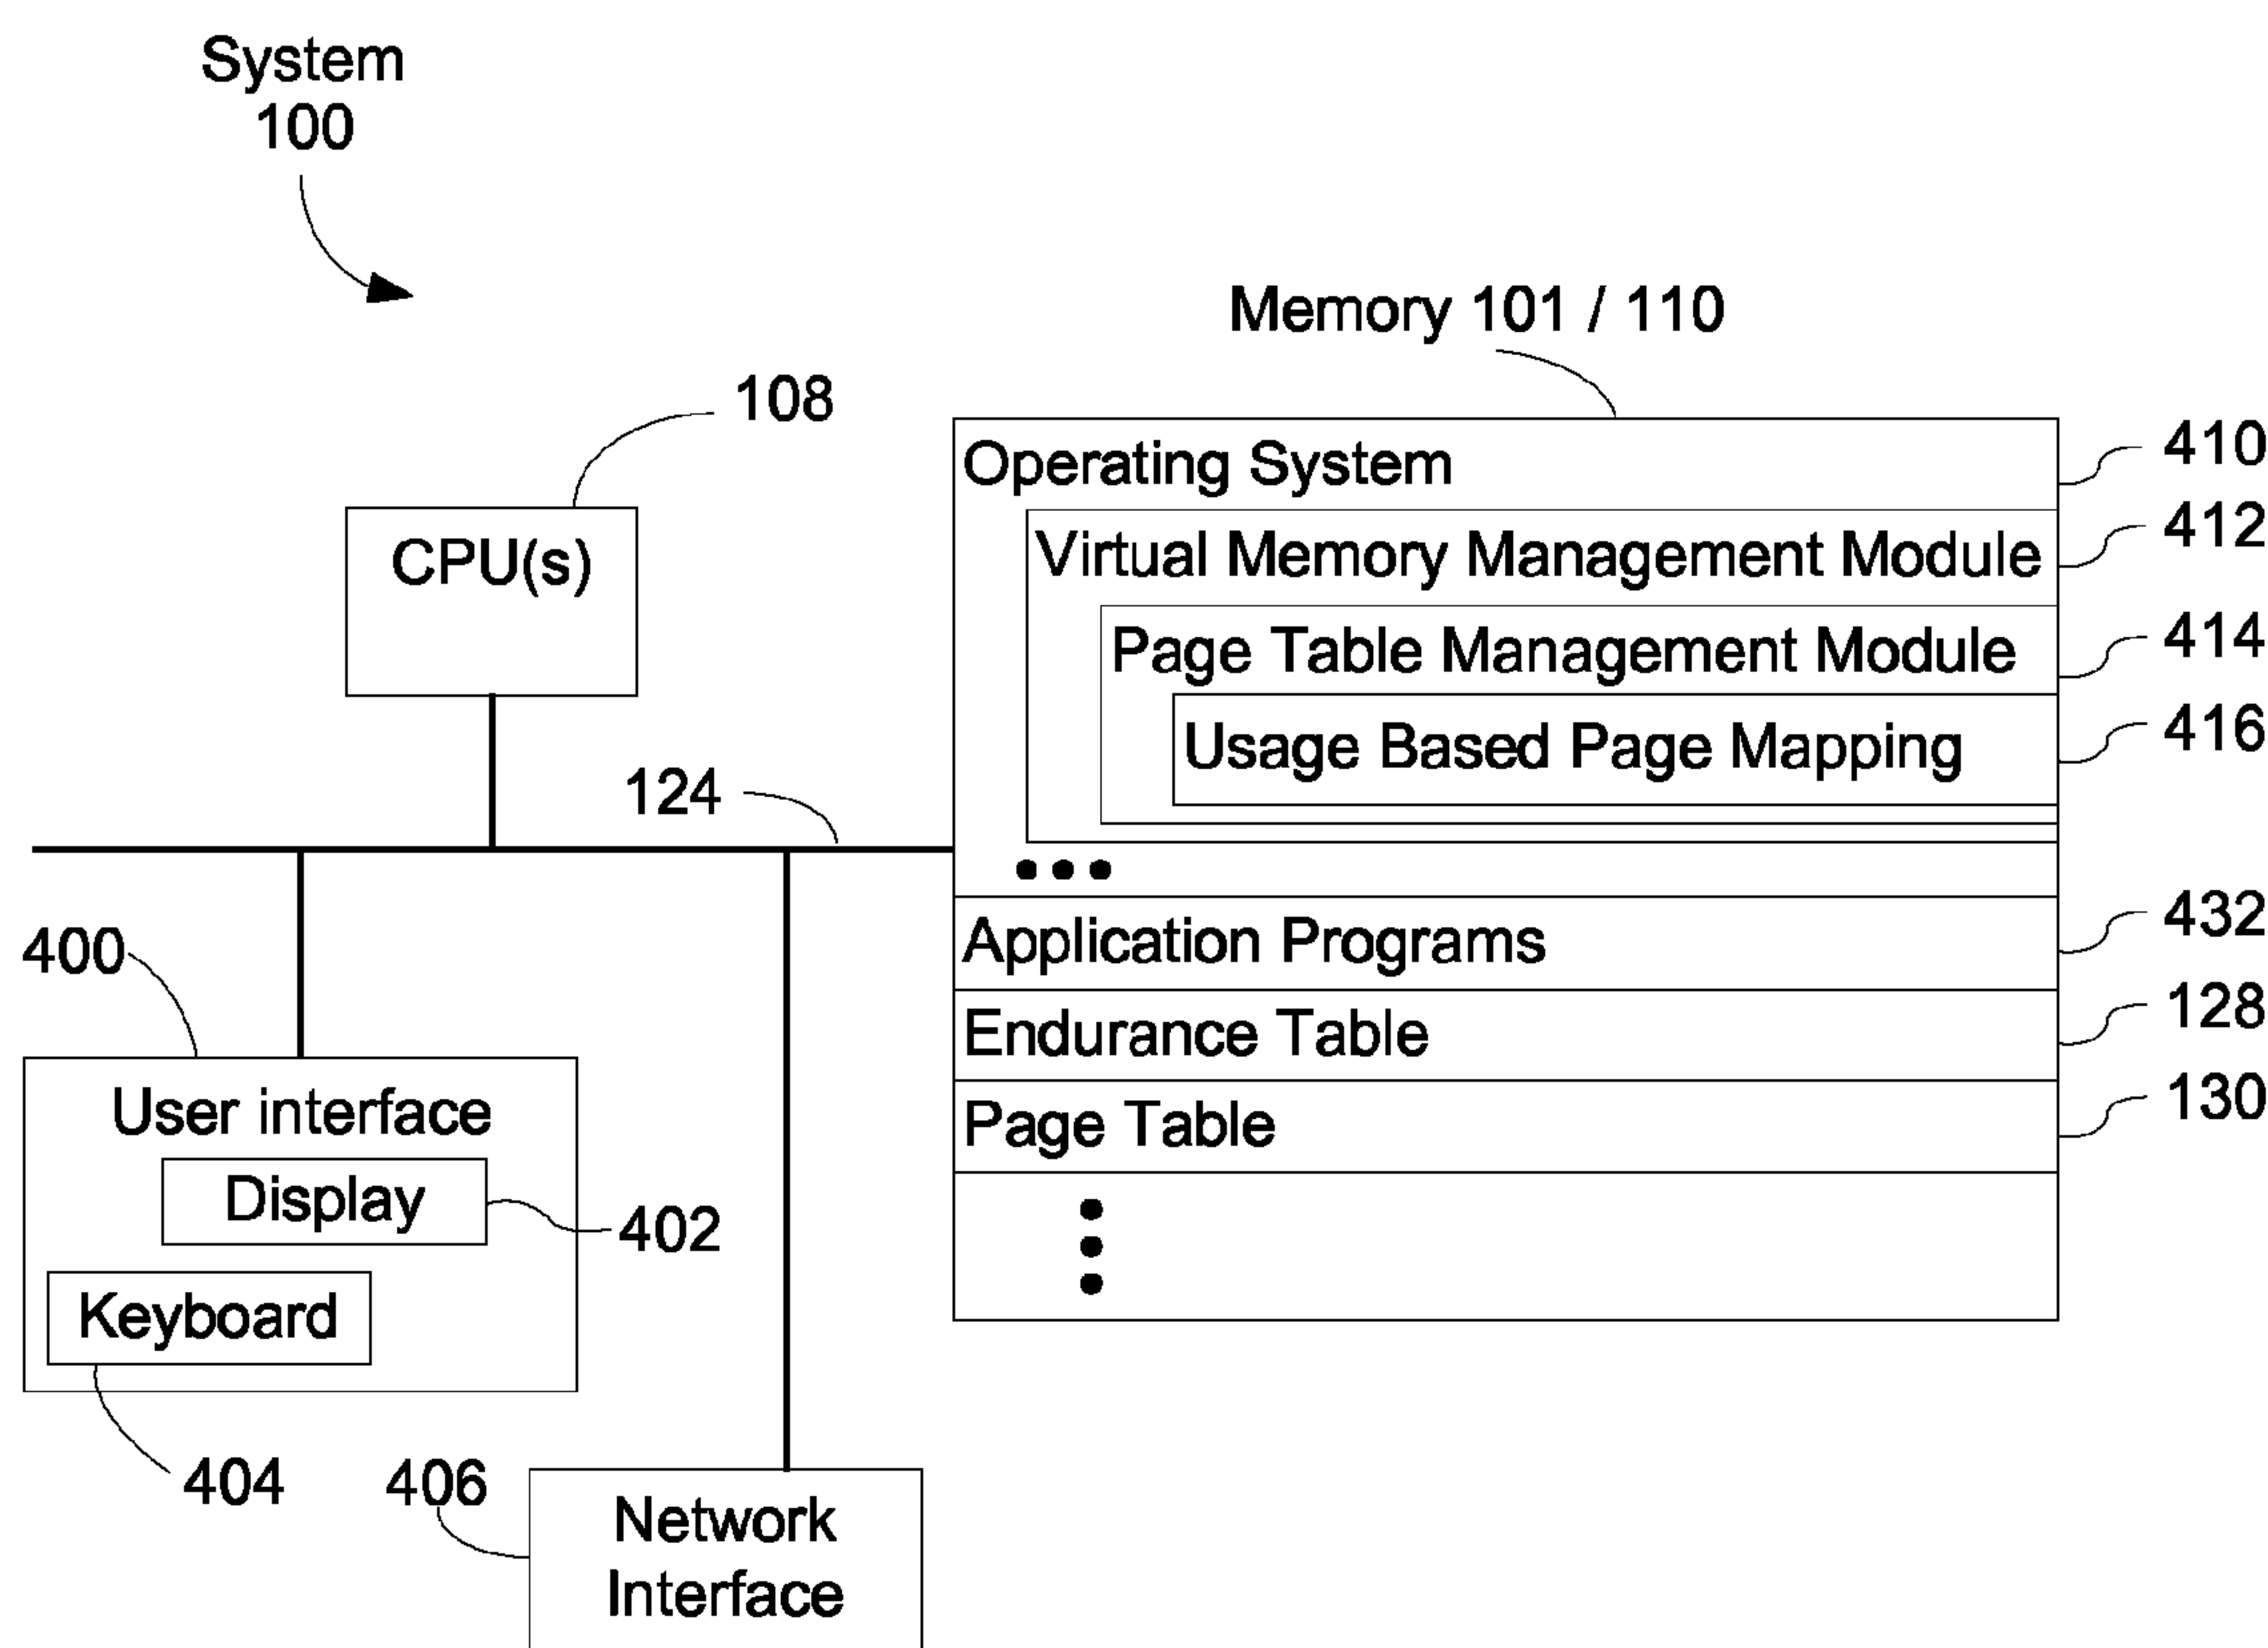 System
100
Memory 101 / 110
108
CPU(s)
124
Operating System
410
Virtual Memory Management Module
412
Page Table Management Module
414
Usage Based Page Mapping
416
Application Programs
432
Endurance Table
128
Page Table
130
400
User interface
Display
402
Keyboard
404
406
Network
Interface